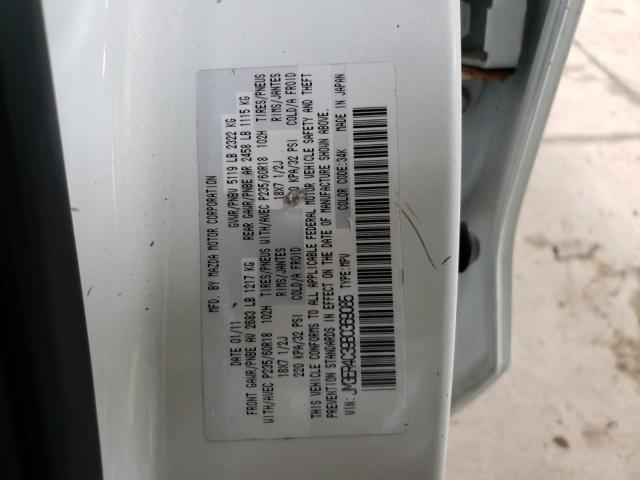 MFD. BY MAZDA MOTOR CORPORATION
DATE 01/11 GVWR/PNBV 5119 LB 2322 KG
FRONT GAWR/PNBE AV 2683 LB 1217 KG REAR GAWR/PNBE AR 2458 LB 1115 KG
WITH/AVEC P235/60R18 102H TIRES/PNEUS WITH/AVEC P235/60R18 102H TIRES/PNEUS
18X7 1/2J RIMS/JANTES 18X7 1/2J RIMS/JANTES
220 KPA/32 PSI COLD/A FROID KPA/32 PSI COLD/A FROID
THIS VEHICLE CONFORMS TO ALL APPLICABLE FEDERAL MOTOR VEHICLE SAFETY AND THEFT
PREVENTION STANDARDS IN EFFECT ON THE DATE OF MANUFACTURE SHOWN ABOVE.
VIN: JM3ER4C39B0369085 TYPE:MPV COLOR CODE:34K MADE IN JAPAN